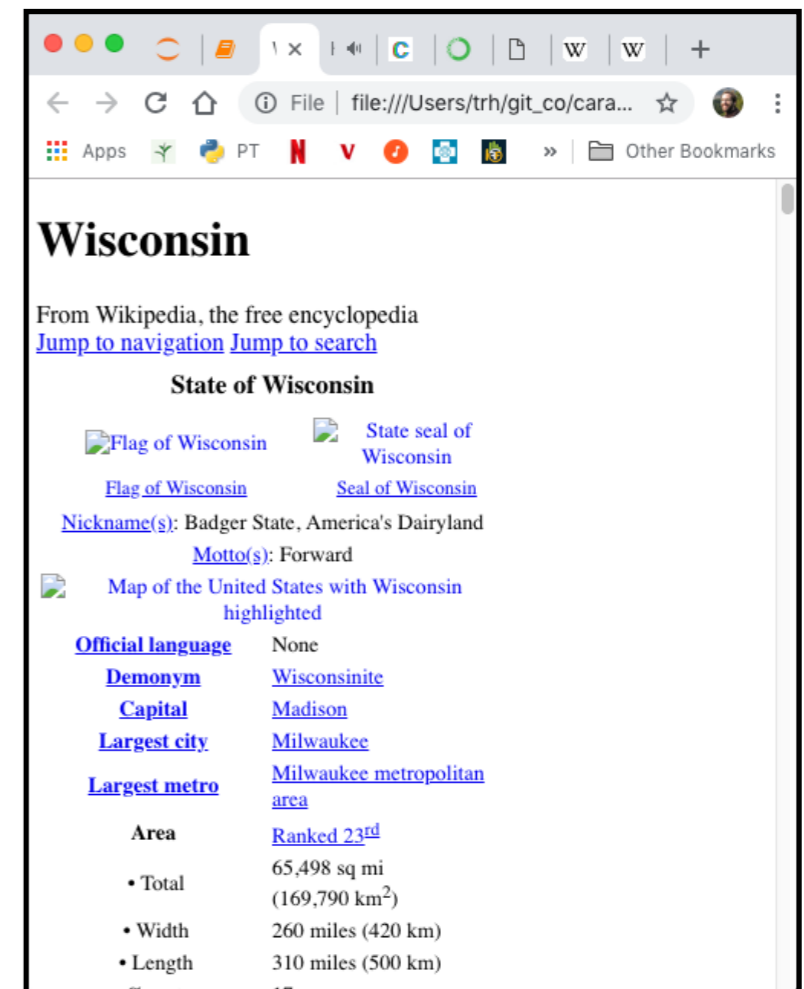 File | file:///Users/trh/git_co/cara...
Apps PT N V » Other Bookmarks
Wisconsin
From Wikipedia, the free encyclopedia
Jump to navigation Jump to search
State of Wisconsin
Flag of Wisconsin
State seal of
Wisconsin
Flag of Wisconsin Seal of Wisconsin
Nickname(s): Badger State, America's Dairyland
Motto(s): Forward
Map of the United States with Wisconsin
highlighted
Official language None
Demonym Wisconsinite
Capital Madison
Largest city Milwaukee
Largest metro Milwaukee metropolitan
area
Area Ranked 23rd
• Total 65,498 sq mi
(169,790 km2)
• Width 260 miles (420 km)
• Length 310 miles (500 km)